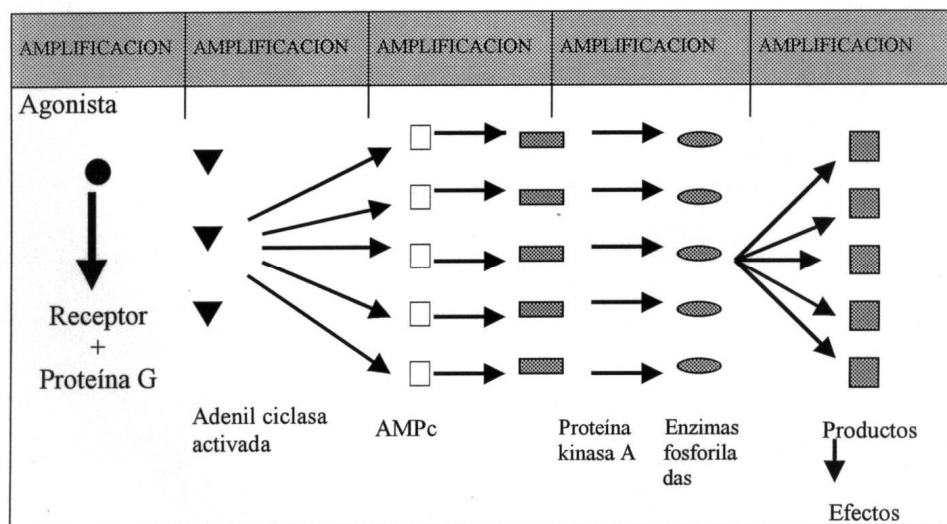 AMPLIFICACION AMPLIFICACION AMPLIFICACION AMPLIFICACION AMPLIFICACION
Agonista
Receptor
+
Proteína G
Adenil ciclasa
activada
AMPc
Proteína
kinasa A
Enzimas
fosforila
das
Productos
Efectos